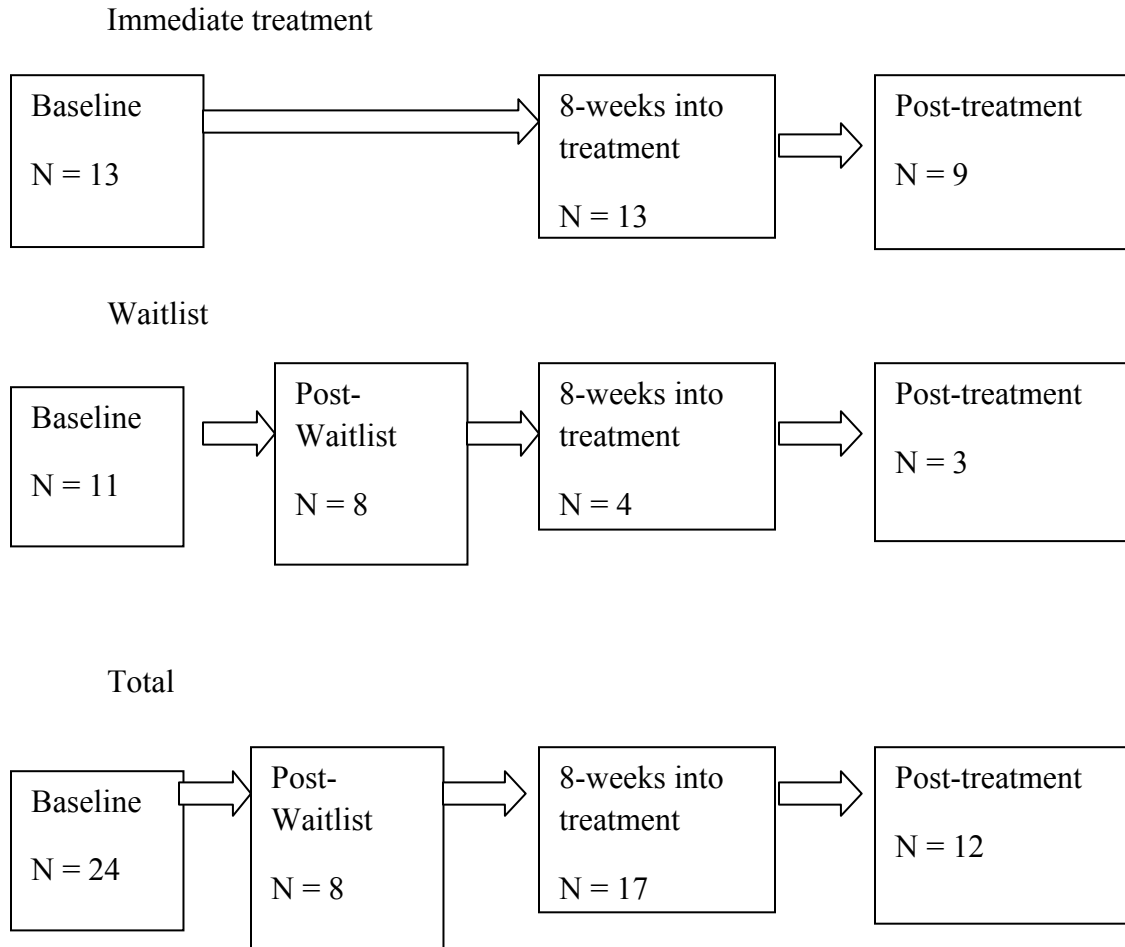 Immediate treatment
Baseline
N = 13
8-weeks into
treatment
N = 13
Post-treatment
N = 9
Waitlist
Baseline
N = 11
Post-
Waitlist
N = 8
8-weeks into
treatment
N = 4
Post-treatment
N = 3
Total
Baseline
N = 24
Post-
Waitlist
N = 8
8-weeks into
treatment
N = 17
Post-treatment
N = 12